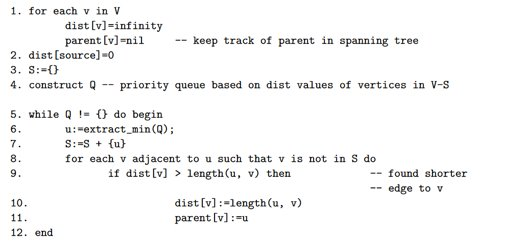 1. for each v in V
dist[v]=infinity
parent[v]=nil -- keep track of parent in spanning tree
2. dist[source]=0
3. S:={}
4. construct Q -- priority queue based on dist values of vertices in V-S
5. while Q != {} do begin
6. u:=extract_min(Q);
7. S:=S + {u}
8. for each v adjacent to u such that v is not in S do
9. if dist[v] > length(u, v) then -- found shorter
-- edge to v
10. dist[v]:=length(u, v)
11. parent[v]:=u
12. end